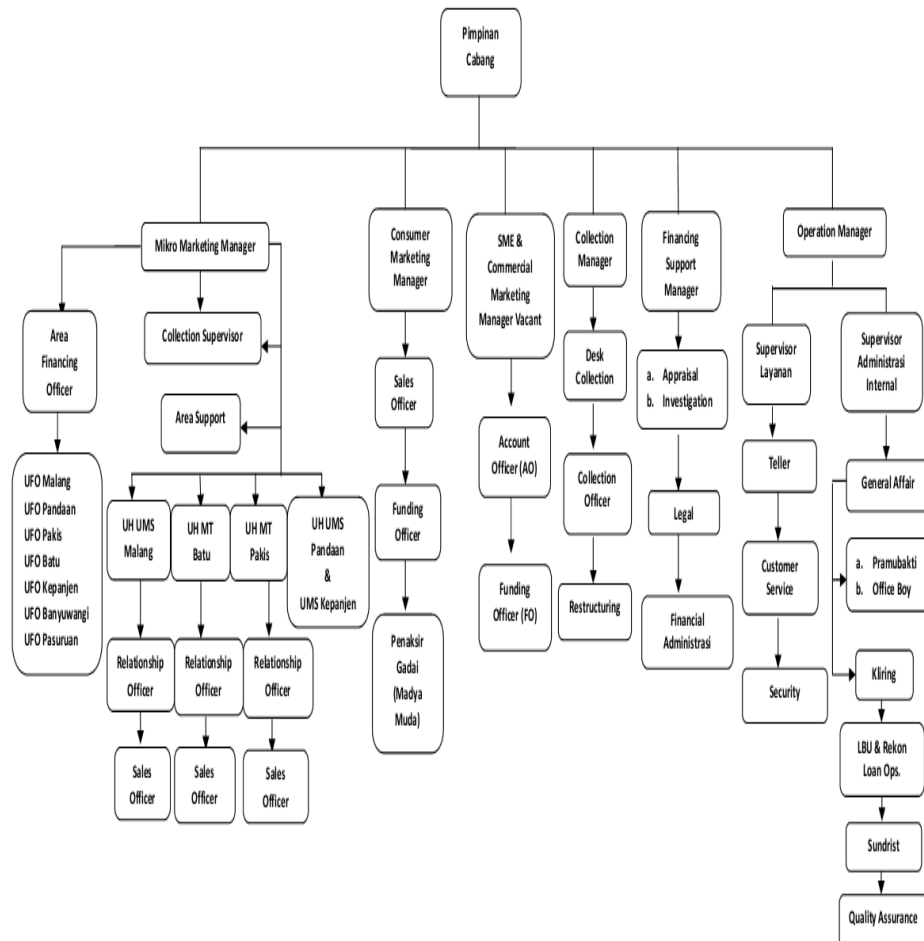 Pimpinan
Cabang
Mikro Marketing Manager
Consumer
Marketing
Manager
SME &
Commercial
Marketing
Manager Vacant
Collection
Manager
Financing
Support
Manager
Operation Manager
Area
Financing
Officer
Collection Supervisor
Area Support
UFO Malang
UFO Pandaan
UFO Pakis
UFO Batu
UFO Kepanjen
UFO Banyuwangi
UFO Pasuruan
UH UMS
Malang
UH MT
Batu
UH MT
Pakis
UH UMS
Pandaan
&
UMS Kepanjen
Relationship
Officer
Relationship
Officer
Relationship
Officer
Sales
Officer
Sales
Officer
Sales
Officer
Sales
Officer
Funding
Officer
Penaksir
Gadai
(Madya
Muda)
Account
Officer (AO)
Funding
Officer (FO)
Desk
Collection
Collection
Officer
Restructuring
a. Appraisal
b. Investigation
Legal
Financial
Administrasi
Supervisor
Layanan
Teller
Customer
Service
Security
Supervisor
Administrasi
Internal
General Affair
a. Pramubakti
b. Office Boy
Kliring
LBU & Rekon
Loan Ops.
Sundrist
Quality Assurance